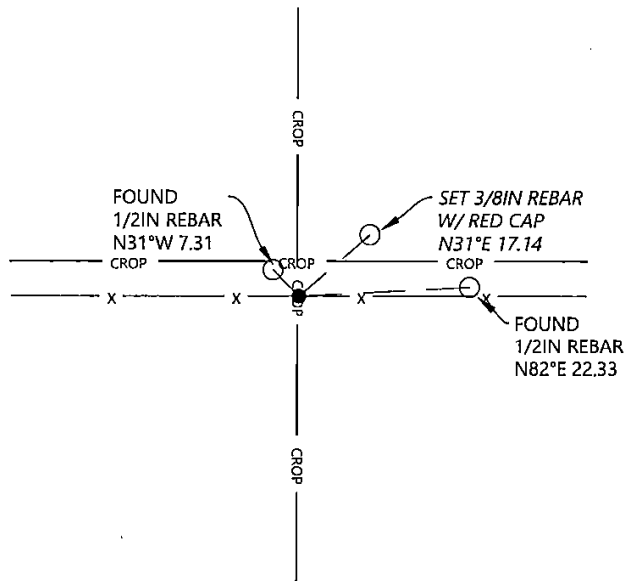 CROP
FOUND
1/2IN REBAR
N31°W 7.31
SET 3/8IN REBAR
W/ RED CAP
N31°E 17.14
CROP
CROP
CROP
X
X
CROP
X
X
FOUND
1/2IN REBAR
N82°E 22.33
CROP